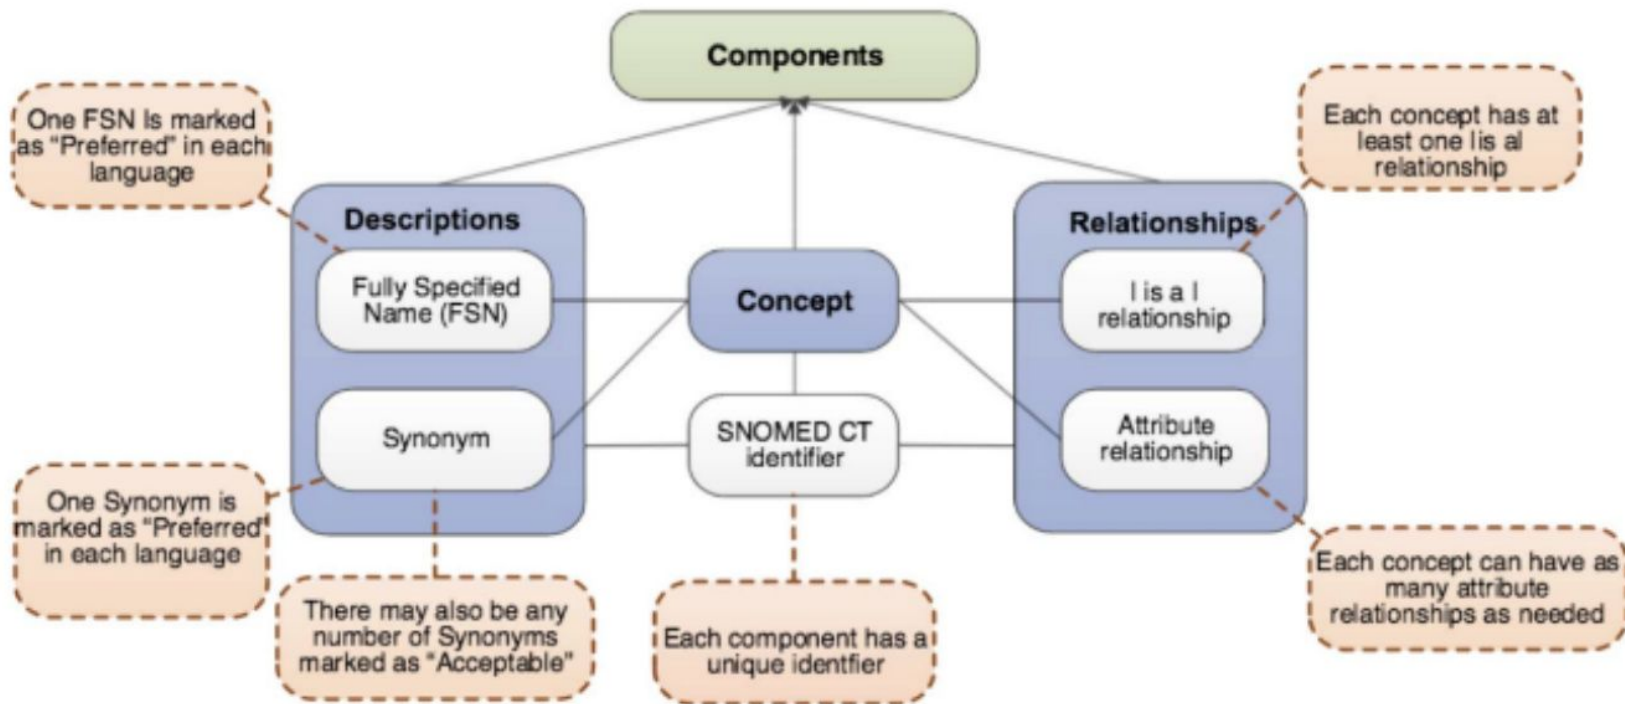 Components
One FSN Is marked
as "Preferred" in each
language
Each concept has at
least one l is al
relationship
Descriptions
Fully Specified
Name (FSN)
Synonym
Concept
SNOMED CT
identifier
Relationships
l is a l
relationship
Attribute
relationship
One Synonym is
marked as "Preferred"
in each language
There may also be any
number of Synonyms
marked as "Acceptable"
Each component has a
unique identfier
Each concept can have as
many attribute
relationships as needed